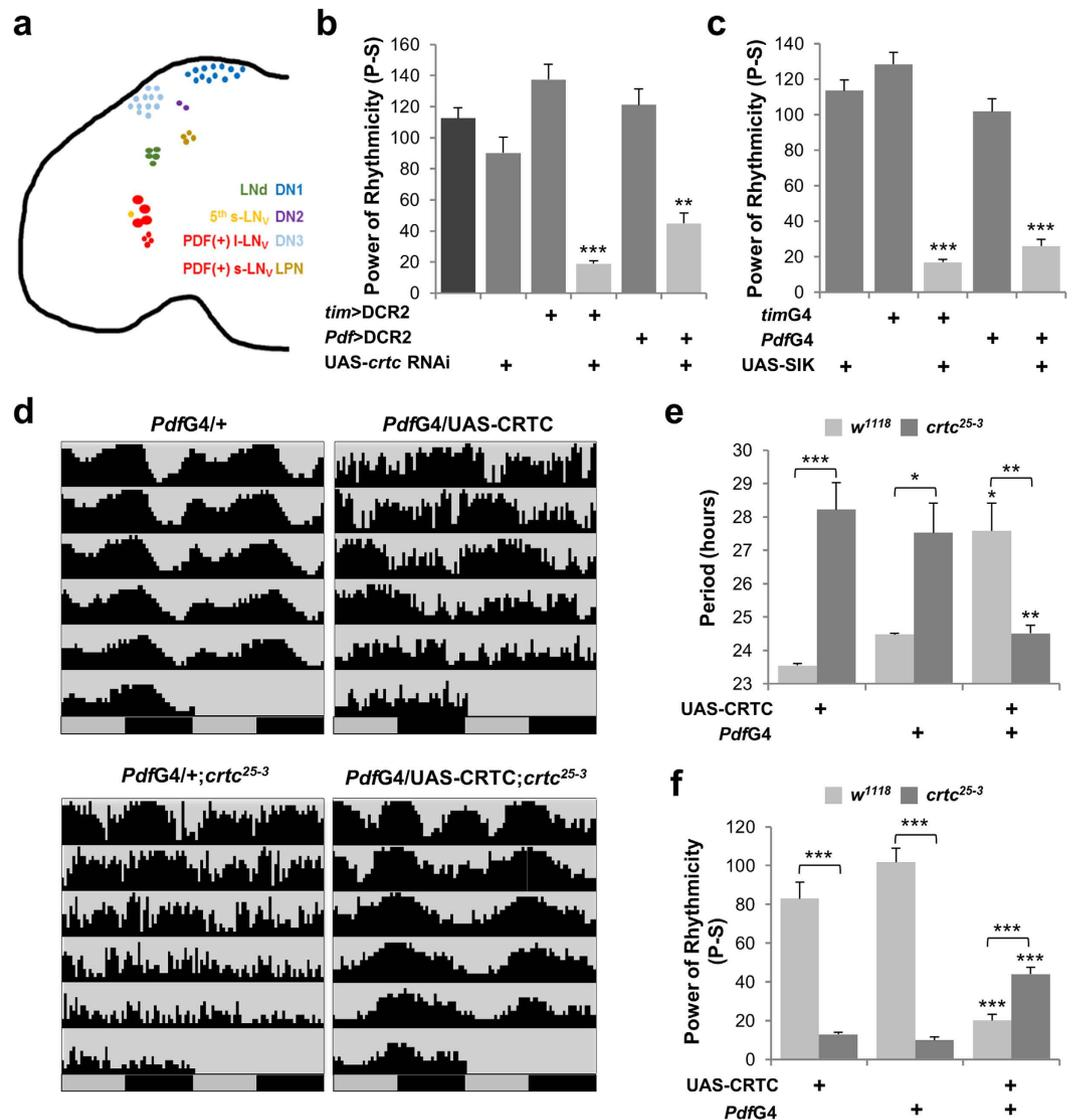 a
LNd DN1
5th s-LNV DN2
PDF(+) l-LNV DN3
PDF(+) s-LNV LPN
b
Power of Rhythmicity (P-S)
160
140
120
100
80
60
40
20
0
***
**
tim>DCR2 + +
Pdf>DCR2 + +
UAS-crtc RNAi + + +
c
Power of Rhythmicity (P-S)
140
120
100
80
60
40
20
0
***
***
timG4 + +
PdfG4 + +
UAS-SIK + + +
d
PdfG4/+
PdfG4/UAS-CRTC
PdfG4/+;crtc25-3
PdfG4/UAS-CRTC;crtc25-3
e
w1118 crtc25-3
Period (hours)
30
29
28
27
26
25
24
23
***
*
**
*
**
UAS-CRTC + +
PdfG4 + +
f
w1118 crtc25-3
Power of Rhythmicity
(P-S)
120
100
80
60
40
20
0
***
***
***
***
***
UAS-CRTC + +
PdfG4 + +